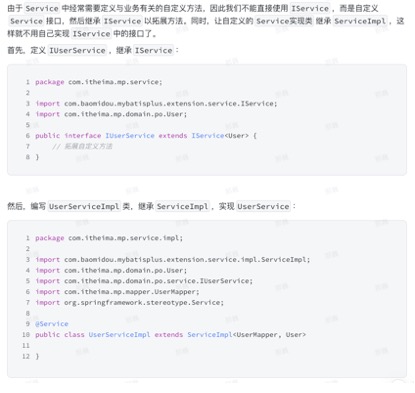 由于 Service 中经常需要定义与业务有关的自定义方法，因此我们不能直接使用 IService ，而是自定义
Service 接口，然后继承 IService 以拓展方法。同时，让自定义的 Service实现类 继承 ServiceImpl ，这
样就不用自己实现 IService 中的接口了。
首先，定义 IUserService ，继承 IService ：
1 package com.itheima.mp.service;
2
3 import com.baomidou.mybatisplus.extension.service.IService;
4 import com.itheima.mp.domain.po.User;
5
6 public interface IUserService extends IService<User> {
7 // 拓展自定义方法
8 }
然后，编写 UserServiceImpl 类，继承 ServiceImpl ，实现 UserService ：
1 package com.itheima.mp.service.impl;
2
3 import com.baomidou.mybatisplus.extension.service.impl.ServiceImpl;
4 import com.itheima.mp.domain.po.User;
5 import com.itheima.mp.domain.po.service.IUserService;
6 import com.itheima.mp.mapper.UserMapper;
7 import org.springframework.stereotype.Service;
8
9 @Service
10 public class UserServiceImpl extends ServiceImpl<UserMapper, User>
11
12 }